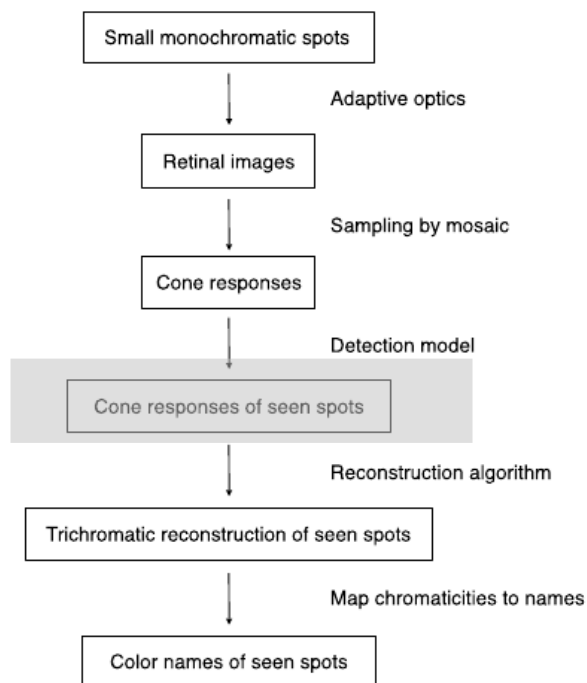 Small monochromatic spots
Adaptive optics
Retinal images
Sampling by mosaic
Cone responses
Detection model
Cone responses of seen spots
Reconstruction algorithm
Trichromatic reconstruction of seen spots
Map chromaticities to names
Color names of seen spots